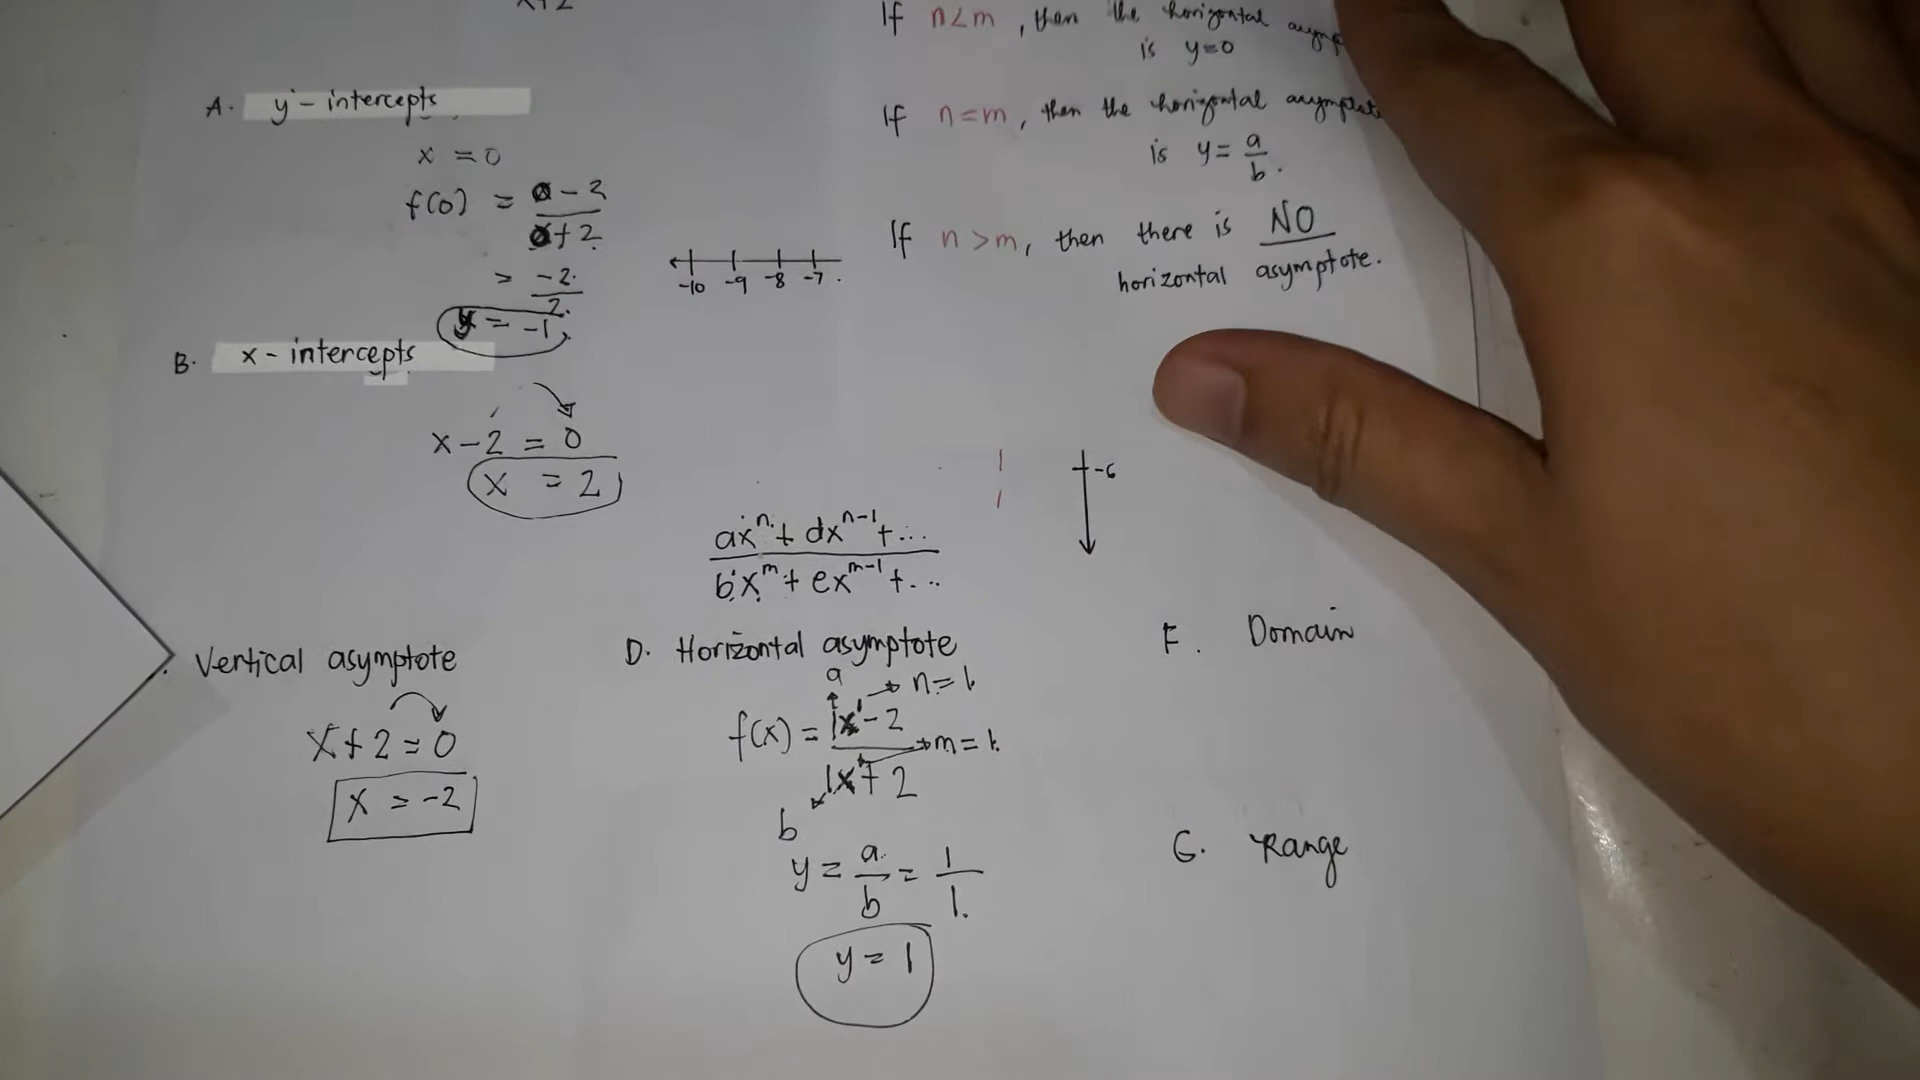 x+2
If n<m, then the horizontal
is y=0
If n=m, then the horizontal asymptote
is y= a/b.
If n>m, then there is NO
horizontal asymptote.
A. y - intercepts
x = 0
f(0) = 0-2
0+2
= -2
2
y = -1
-10 -9 -8 -7
B. x - intercepts
x-2 = 0
x = 2
-6
ax^n + dx^n-1 + ...
bx^m + ex^m-1 + ...
Vertical asymptote
x+2=0
x = -2
D. Horizontal asymptote
a
n=1
f(x) = 1x^1-2
m=1
1x^1+2
b
y = a/b = 1/1
y = 1
F. Domain
G. Range